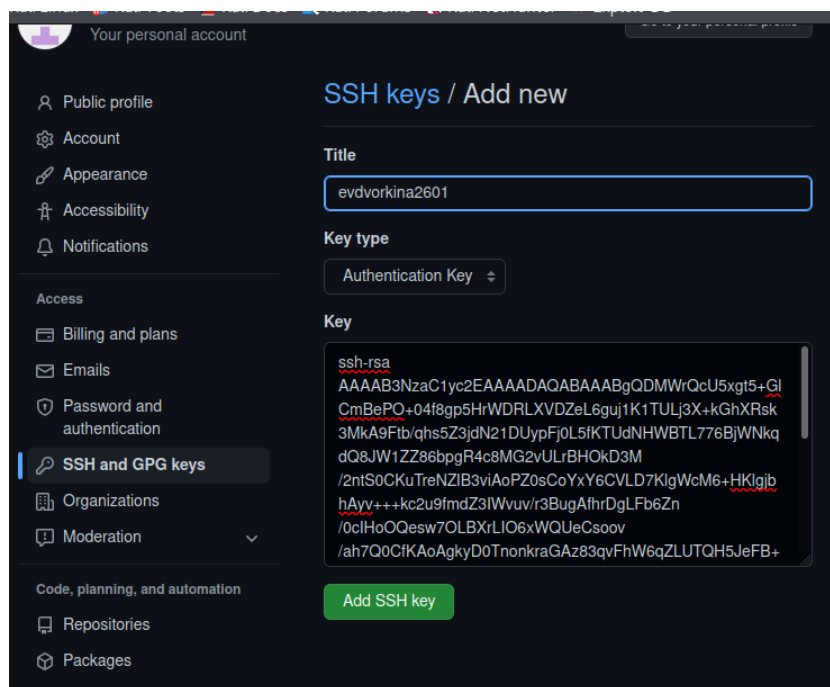 Your personal account
Public profile
Account
Appearance
Accessibility
Notifications
Access
Billing and plans
Emails
Password and
authentication
SSH and GPG keys
Organizations
Moderation
Code, planning, and automation
Repositories
Packages
SSH keys / Add new
Title
evdvorkina2601
Key type
Authentication Key
Key
ssh-rsa
AAAAB3NzaC1yc2EAAAADAQABAAABgQDMWrQcU5xgt5+Gl
CmBePO+04f8gp5HrWDRLXVDZeL6guj1K1TULj3X+kGhXRsk
3MkA9Ftb/qhs5Z3jdN21DUypFj0L5fKTUdNHWBTL776BjWNkq
dQ8JW1ZZ86bpgR4c8MG2vULrBHOkD3M
/2ntS0CKuTreNZIB3viAoPZ0sCoYxY6CVLD7KlgWcM6+HKlgjb
hAyv+++kc2u9fmdZ3IWvuv/r3BugAfhrDgLFb6Zn
/0clHoOQesw7OLBXrLIO6xWQUeCsoov
/ah7Q0CfKAoAgkyD0TnonkraGAz83qvFhW6qZLUTQH5JeFB+
Add SSH key